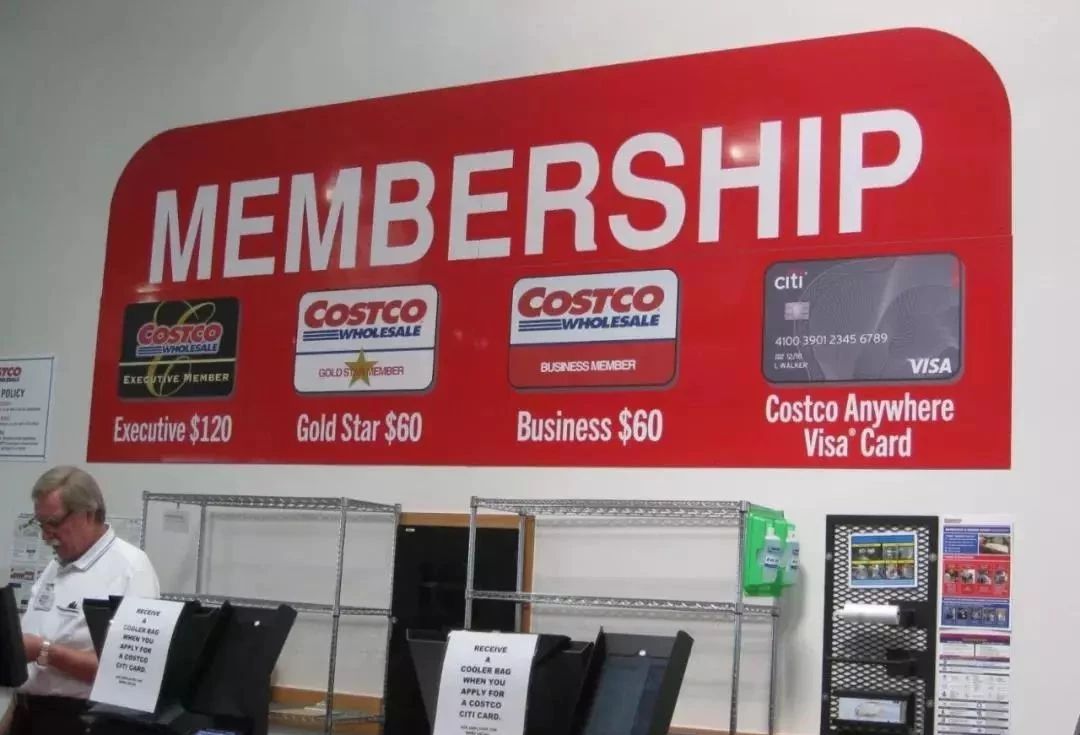 MEMBERSHIP
COSTCO
WHOLESALE
EXECUTIVE MEMBER
Executive $120
COSTCO
WHOLESALE
GOLD STAR MEMBER
Gold Star $60
COSTCO
WHOLESALE
BUSINESS MEMBER
Business $60
citi
4100 3901 2345 6789
L WALKER
VISA
Costco Anywhere
Visa® Card
POLICY
RECEIVE
A
COOLER BAG
WHEN YOU
APPLY FOR
A COSTCO
CITI CARD.
RECEIVE
A
COOLER BAG
WHEN YOU
APPLY FOR
A COSTCO
CITI CARD.